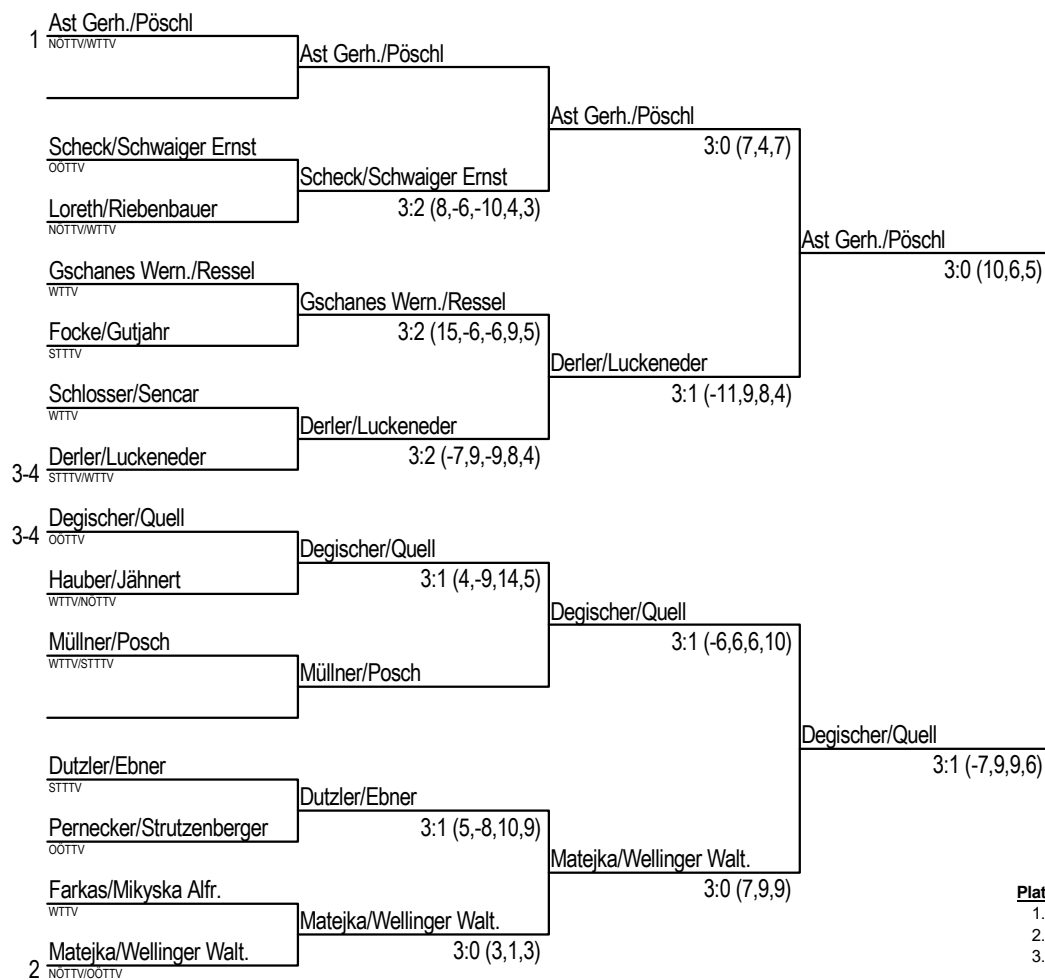 1 Ast Gerh./Pöschl
NÖTTV/WTTV
Ast Gerh./Pöschl
Ast Gerh./Pöschl
3:0 (7,4,7)
Scheck/Schwaiger Ernst
OÖTTV
Scheck/Schwaiger Ernst
3:2 (8,-6,-10,4,3)
Loreth/Riebenbauer
NÖTTV/WTTV
Ast Gerh./Pöschl
3:0 (10,6,5)
Gschanes Wern./Ressel
WTTV
Gschanes Wern./Ressel
3:2 (15,-6,-6,9,5)
Focke/Gutjahr
STTTV
Derler/Luckeneder
3:1 (-11,9,8,4)
Schlosser/Sencar
WTTV
Derler/Luckeneder
3:2 (-7,9,-9,8,4)
3-4 Derler/Luckeneder
STTTV/WTTV
3-4 Degischer/Quell
OÖTTV
Degischer/Quell
3:1 (4,-9,14,5)
Hauber/Jähnert
WTTV/NÖTTV
Degischer/Quell
3:1 (-6,6,6,10)
Müllner/Posch
WTTV/STTTV
Müllner/Posch
Degischer/Quell
3:1 (-7,9,9,6)
Dutzler/Ebner
STTTV
Dutzler/Ebner
3:1 (5,-8,10,9)
Pernecker/Strutzenberger
OÖTTV
Matejka/Wellinger Walt.
3:0 (7,9,9)
Farkas/Mikyska Alfr.
WTTV
Matejka/Wellinger Walt.
3:0 (3,1,3)
2 Matejka/Wellinger Walt.
NÖTTV/OÖTTV
Plat
1.
2.
3.